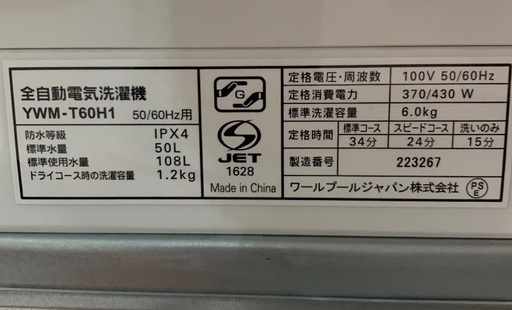 全自動電気洗濯機
YWM-T60H1 50/60Hz用
防水等級 IPX4
標準水量 50L
標準使用水量 108L
ドライコース時の洗濯容量 1.2kg
G
JET
1628
Made in China
定格電圧・周波数 100V 50/60Hz
定格消費電力 370/430 W
標準洗濯容量 6.0kg
定格時間 標準コース スピードコース 洗いのみ
34分 24分 15分
製造番号 223267
ワールプールジャパン株式会社 PSE